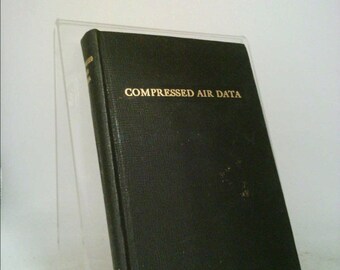 COMPRESSED AIR DATA